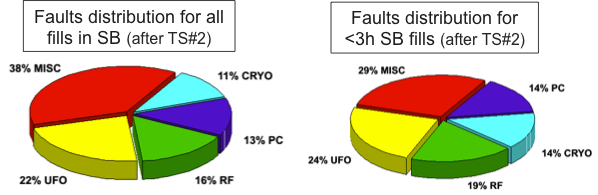 Faults distribution for all
fills in SB (after TS#2)
38% MISC
11% CRYO
13% PC
16% RF
22% UFO
Faults distribution for
<3h SB fills (after TS#2)
29% MISC
14% PC
14% CRYO
19% RF
24% UFO